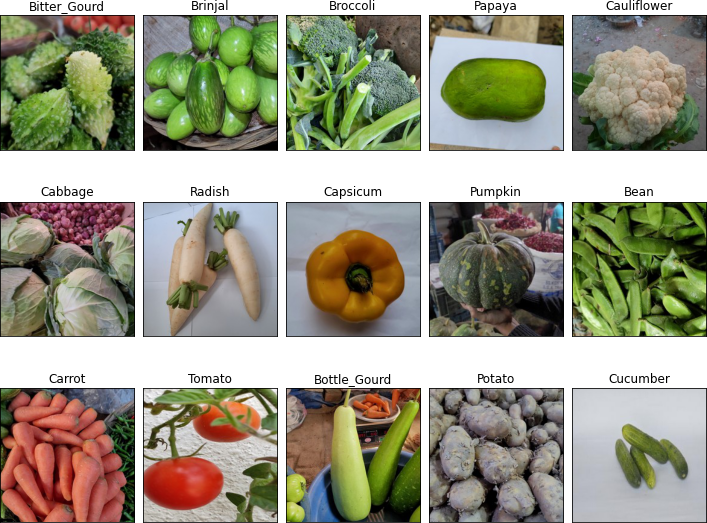 Bitter_Gourd
Brinjal
Broccoli
Papaya
Cauliflower
Cabbage
Radish
Capsicum
Pumpkin
Bean
Carrot
Tomato
Bottle_Gourd
Potato
Cucumber